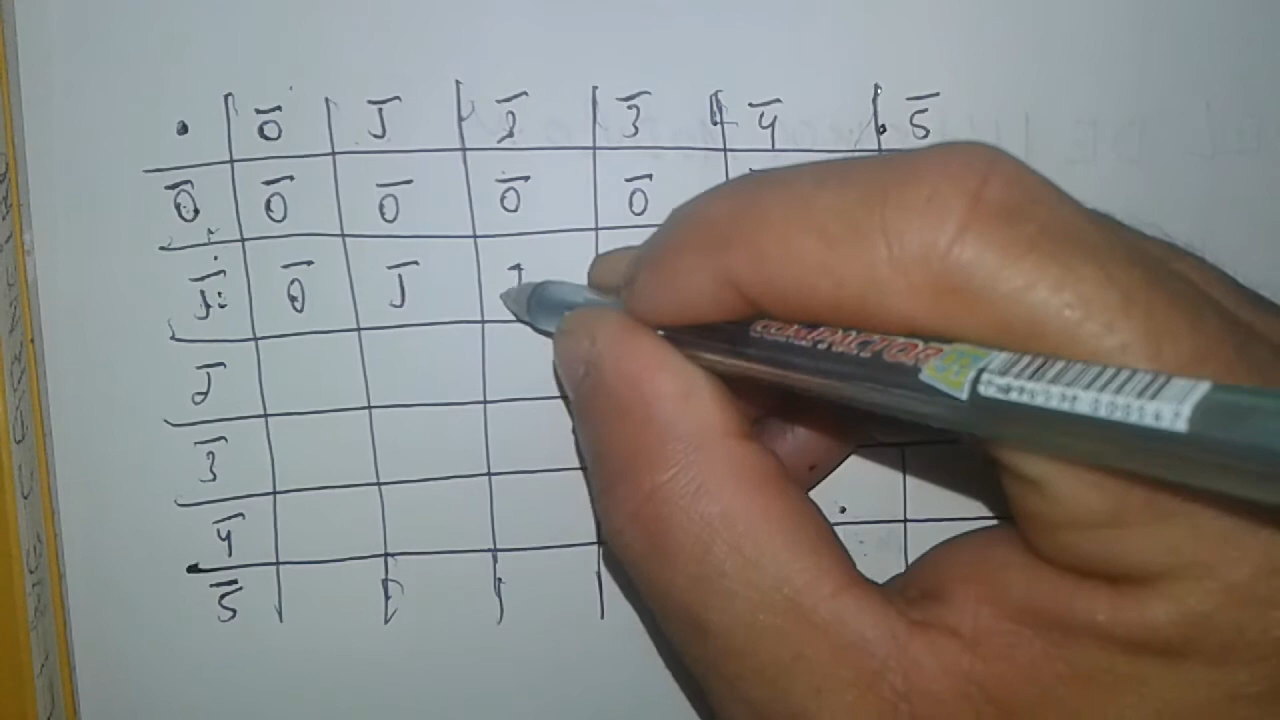 · 0̅ 1̅ 2̅ 3̅ 4̅ 5̅
0̅ 0̅ 0̅ 0̅ 0̅
1̅ 0̅ 1̅
2̅
3̅
4̅
5̅
COMPACTOR